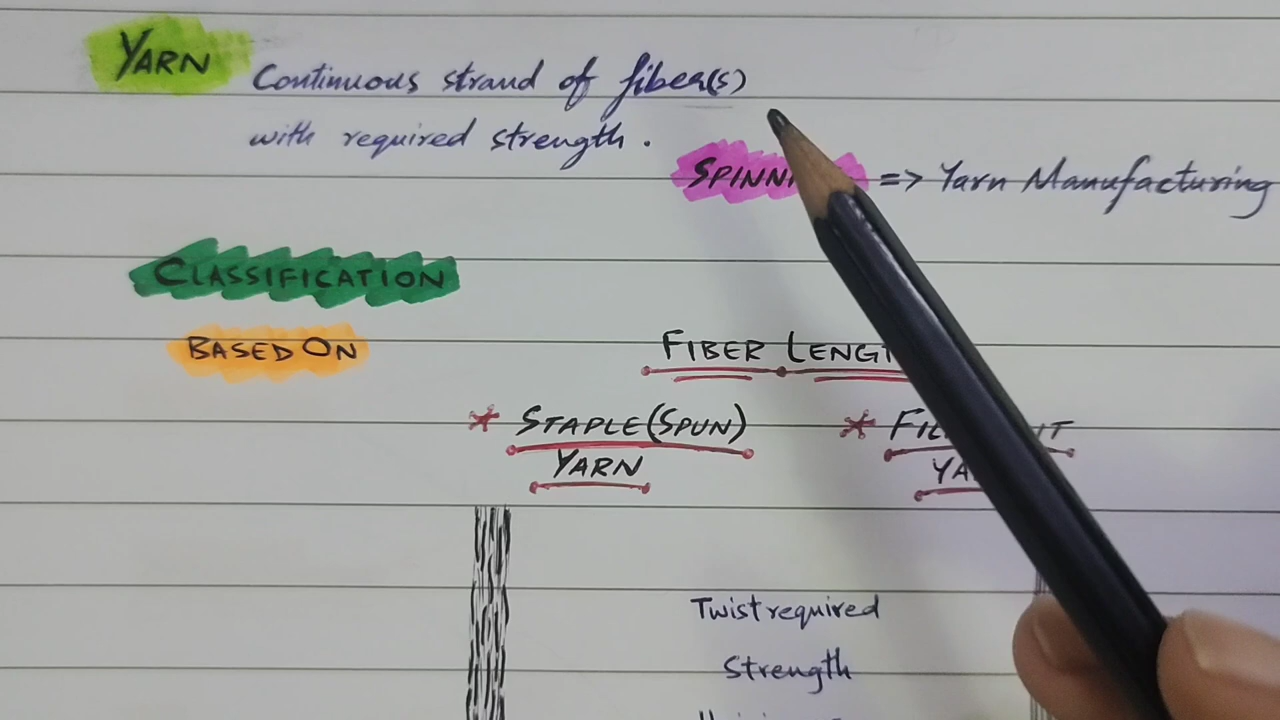 YARN Continuous strand of fiber(s)
with required strength.
=> Yarn Manufacturing
CLASSIFICATION
BASED ON
FIBER
* STAPLE(SPUN) *
YARN
Twist required
Strength